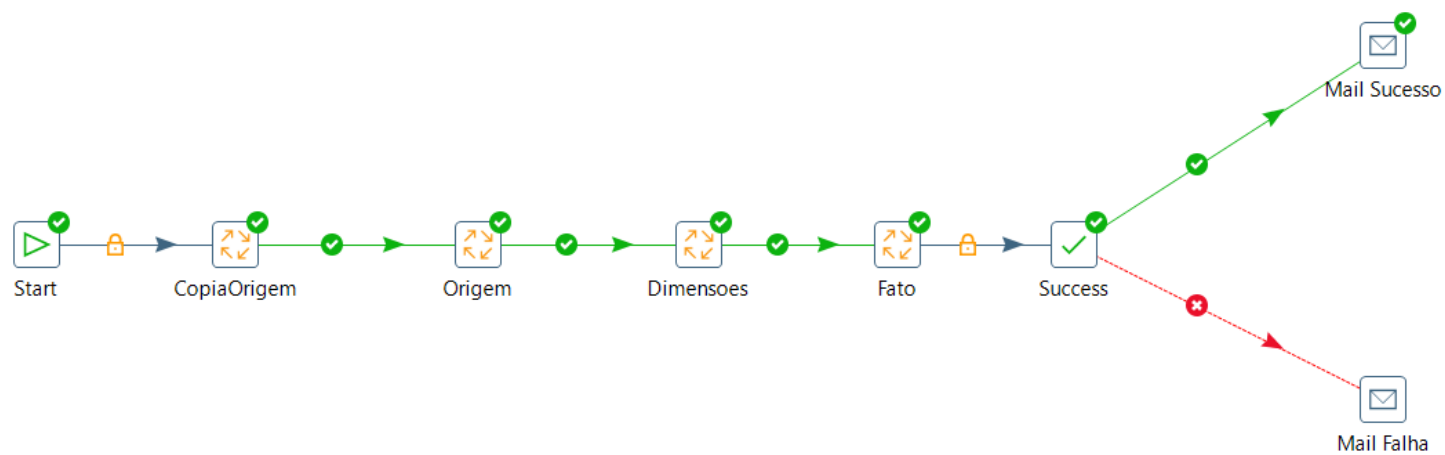 Mail Sucesso
Start
CopiaOrigem
Origem
Dimensoes
Fato
Success
Mail Falha